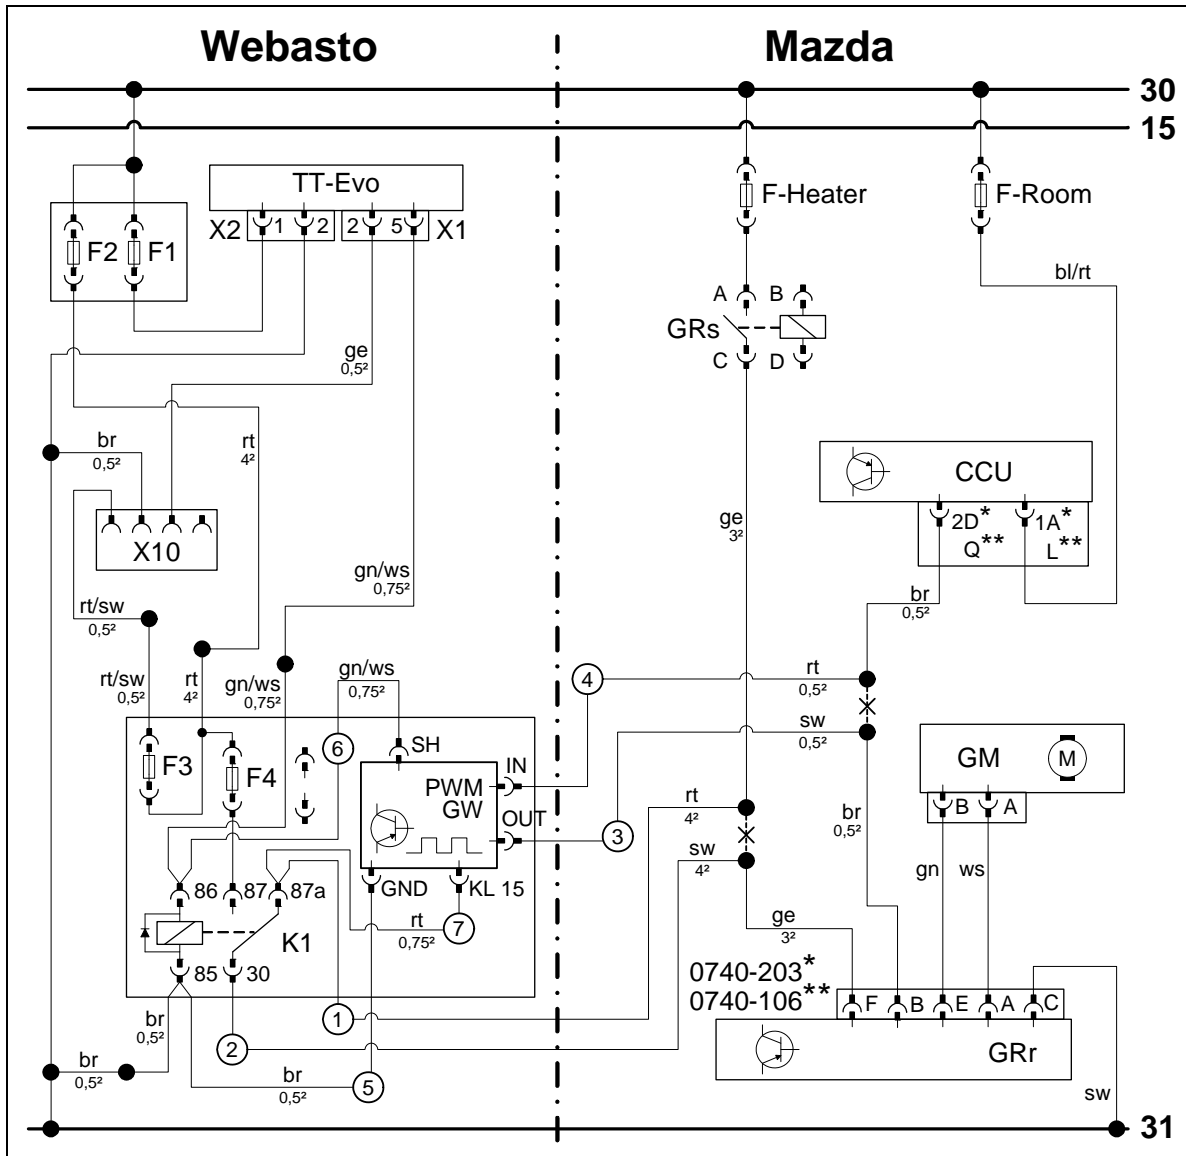 Webasto
Mazda
30
15
TT-Evo
X2 1 2 2 5 X1
F2 F1
F-Heater
F-Room
bl/rt
A B
GRs
C D
ge
0,5²
br
0,5²
rt
4²
X10
CCU
2D* 1A*
Q** L**
ge
3²
gn/ws
0,75²
br
0,5²
rt/sw
0,5²
rt/sw
0,5²
rt
4²
gn/ws
0,75²
gn/ws
0,75²
4
rt
0,5²
sw
0,5²
6
SH
F3 F4
PWM
GW
IN
OUT
3
GM M
B A
rt
4²
sw
4²
br
0,5²
gn ws
86 87 87a
GND KL 15
rt
0,75²
7
K1
85 30
ge
3²
0740-203*
0740-106**
F B E A C
GRr
1
2
br
0,5²
br
0,5²
br
0,5²
5
sw
31